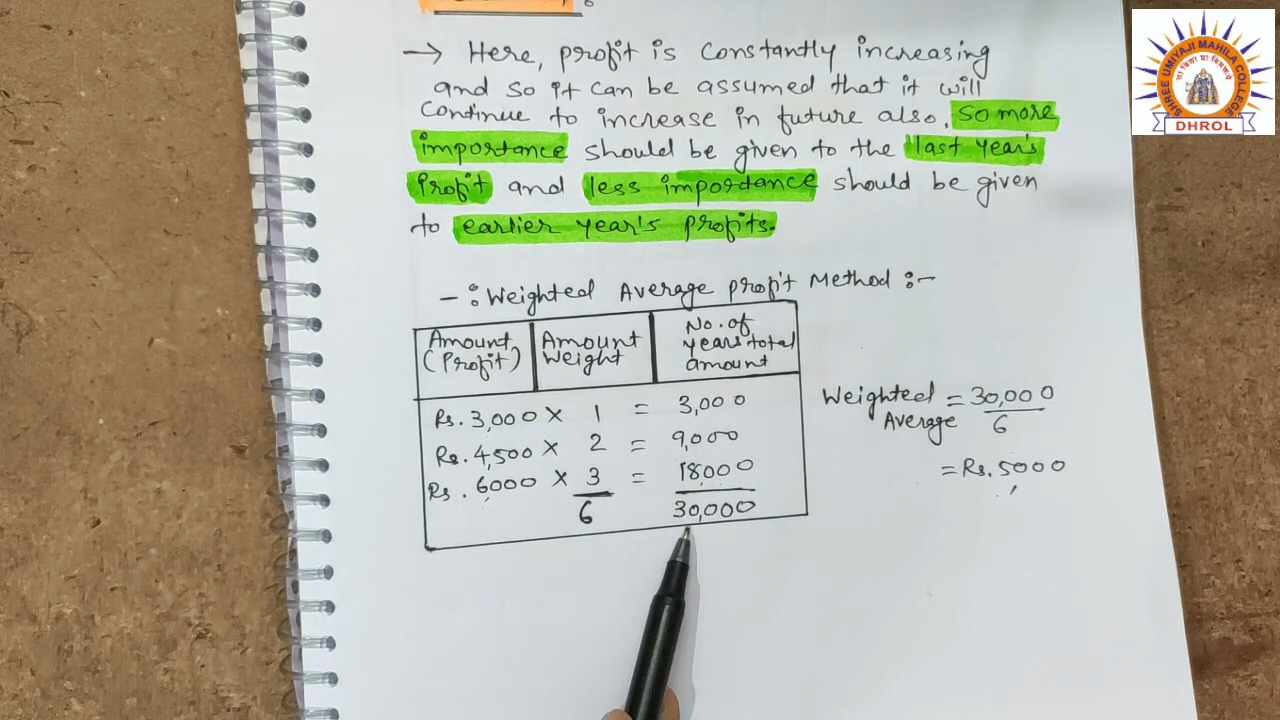 → Here, profit is constantly increasing
and so it can be assumed that it will
continue to increase in future also. So more
importance should be given to the last year's
profit and less importance should be given
to earlier year's profits.
-: Weighted Average profit Method :-
Amount (Profit) | Amount Weight | No. of years total amount
Rs. 3,000 × 1 = 3,000
Rs. 4,500 × 2 = 9,000
Rs. 6000 × 3 = 18000
6 30,000
Weighted Average = 30,000 / 6
= Rs. 5000
SHREE UMIYAJI MAHILA COLLEGE
DHROL